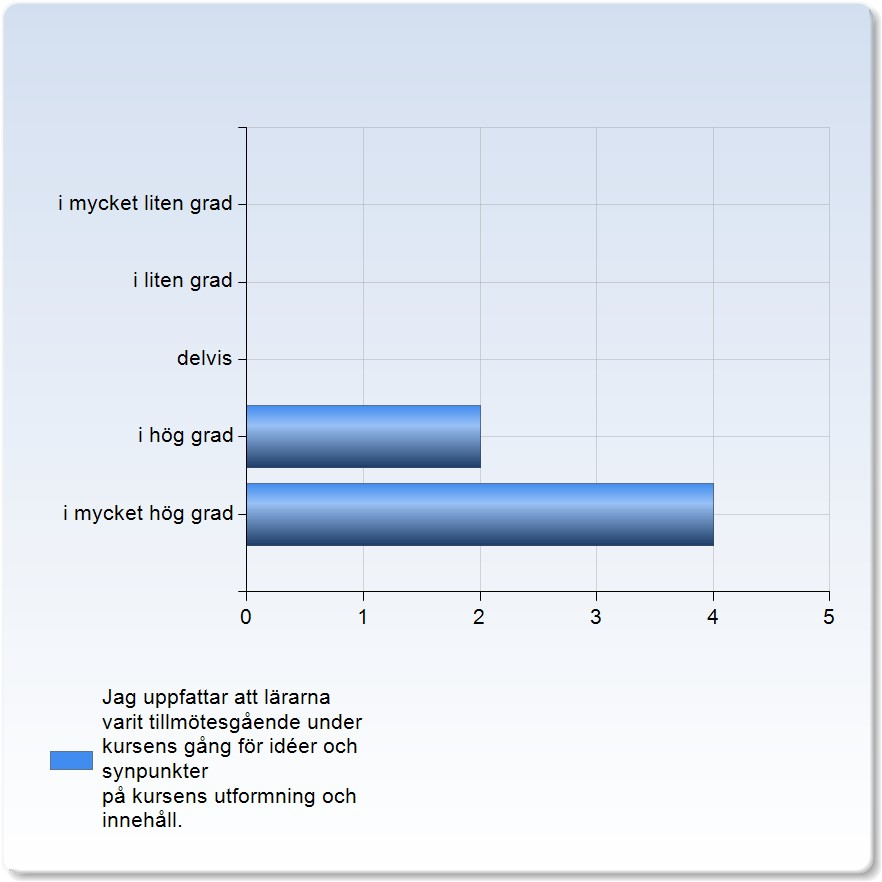 i mycket liten grad
i liten grad
delvis
i hög grad
i mycket hög grad
0 1 2 3 4 5
Jag uppfattar att lärarna
varit tillmötesgående under
kursens gång för idéer och
synpunkter
på kursens utformning och
innehåll.